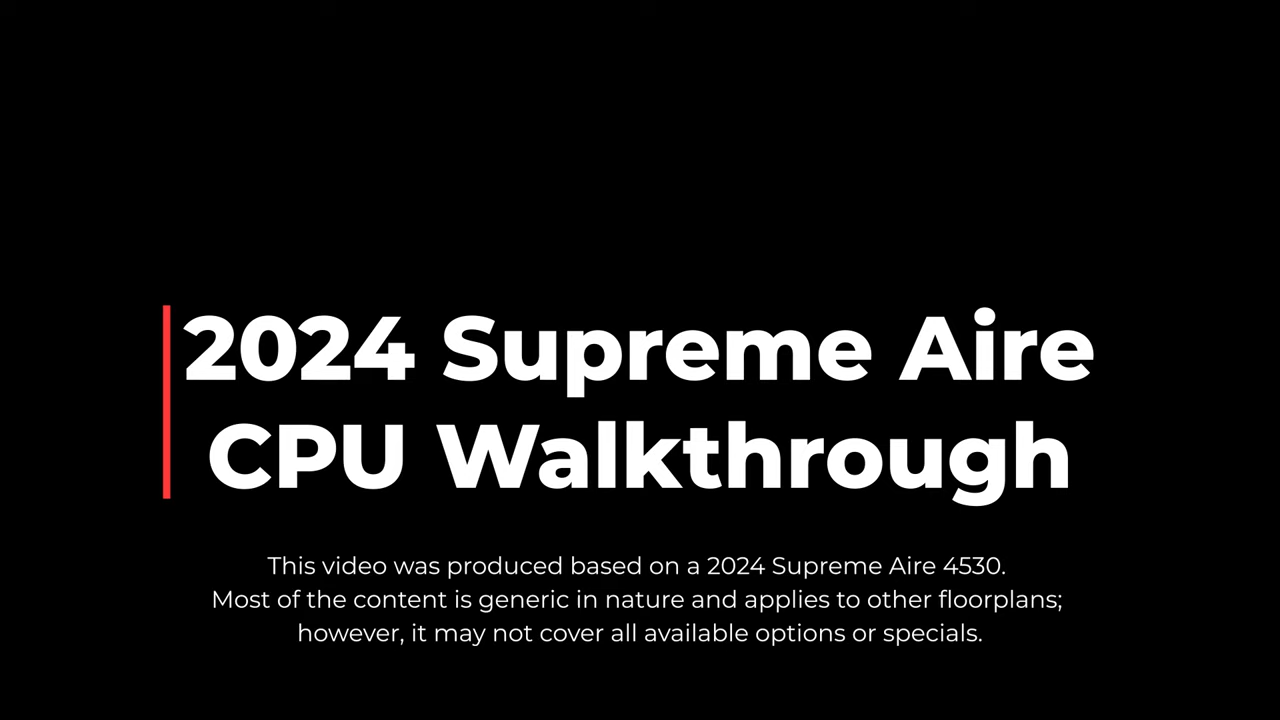 2024 Supreme Aire
CPU Walkthrough
This video was produced based on a 2024 Supreme Aire 4530.
Most of the content is generic in nature and applies to other floorplans;
however, it may not cover all available options or specials.